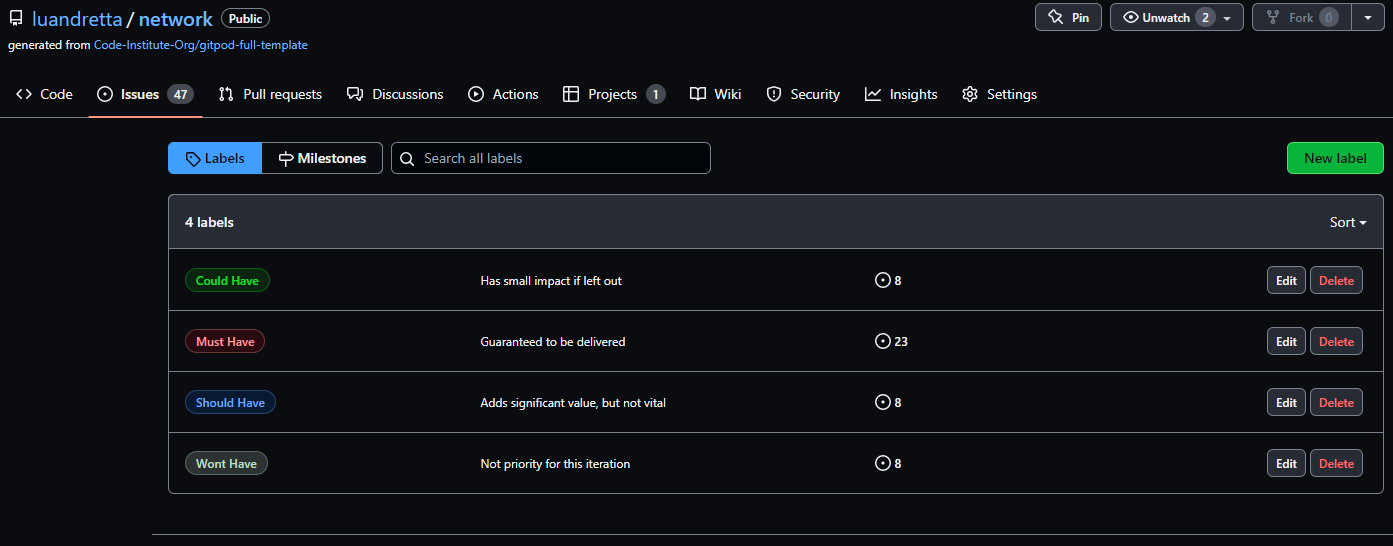 luandretta / network Public
Pin Unwatch 2 Fork 0
generated from Code-Institute-Org/gitpod-full-template
Code Issues 47 Pull requests Discussions Actions Projects 1 Wiki Security Insights Settings
Labels Milestones Search all labels New label
4 labels Sort
Could Have Has small impact if left out 8 Edit Delete
Must Have Guaranteed to be delivered 23 Edit Delete
Should Have Adds significant value, but not vital 8 Edit Delete
Wont Have Not priority for this iteration 8 Edit Delete